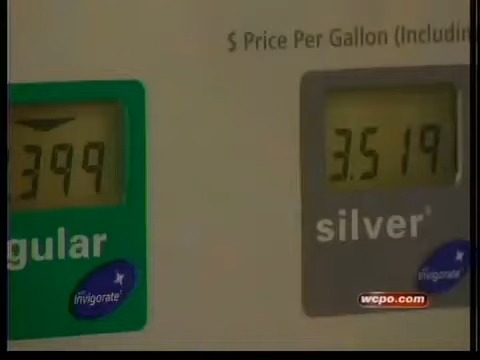 $ Price Per Gallon (Includin
.399
3.519
gular
silver
Invigorate
Invigorate
wcpo.com